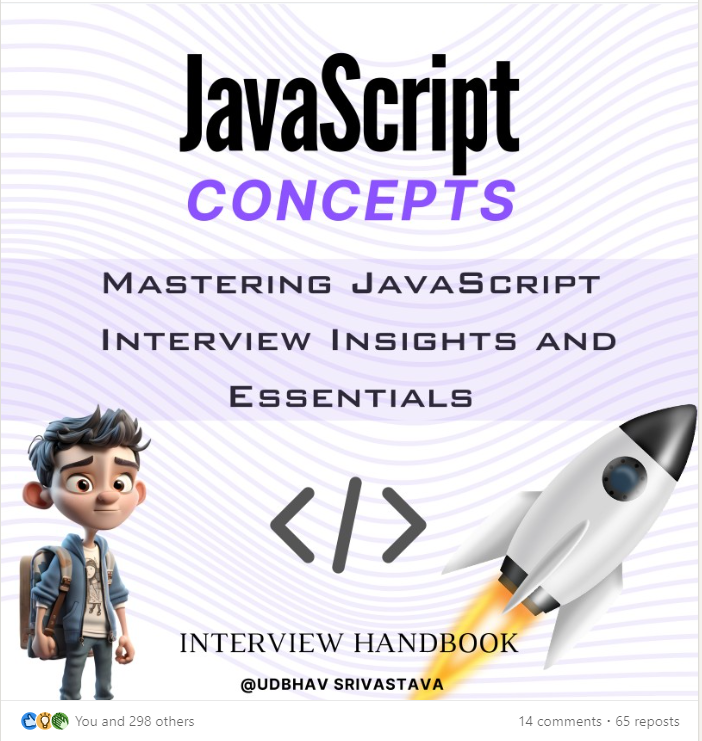 JavaScript
CONCEPTS
MASTERING JAVASCRIPT
INTERVIEW INSIGHTS AND
ESSENTIALS
</>
INTERVIEW HANDBOOK
@UDBHAV SRIVASTAVA
You and 298 others
14 comments • 65 reposts